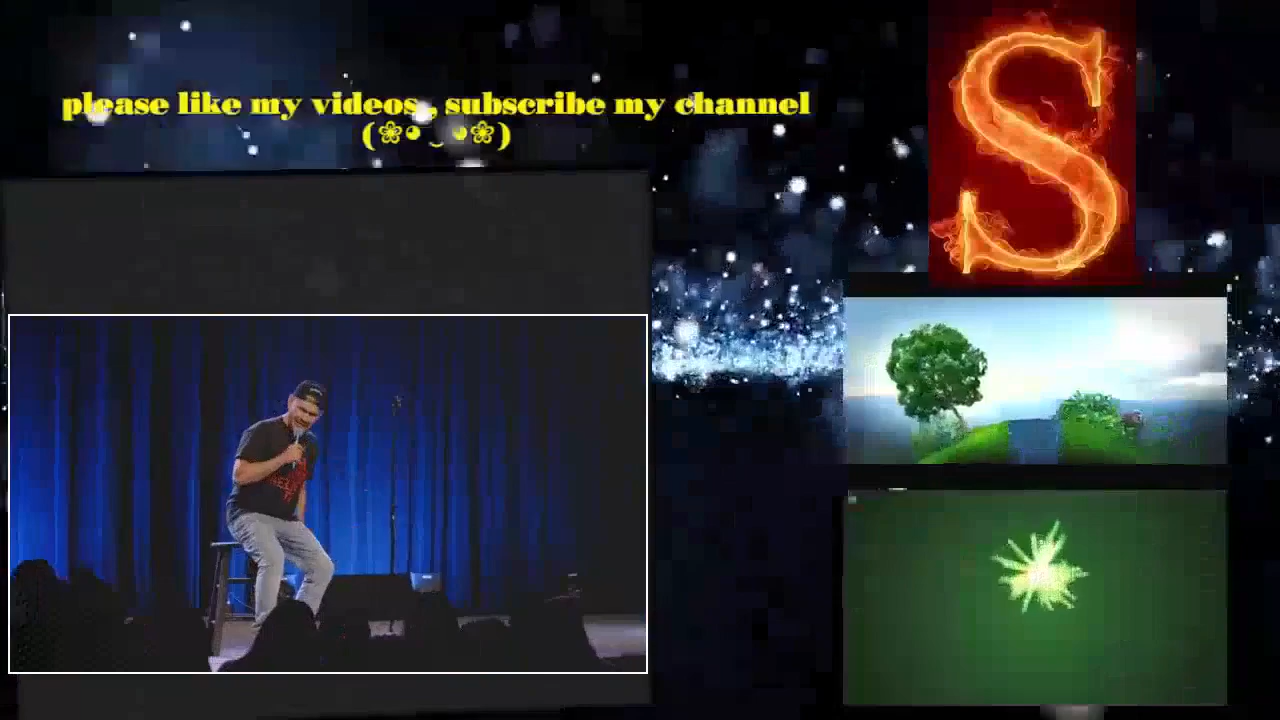 please like my videos , subscribe my channel
(❀◕ ‿ ◕❀)
S